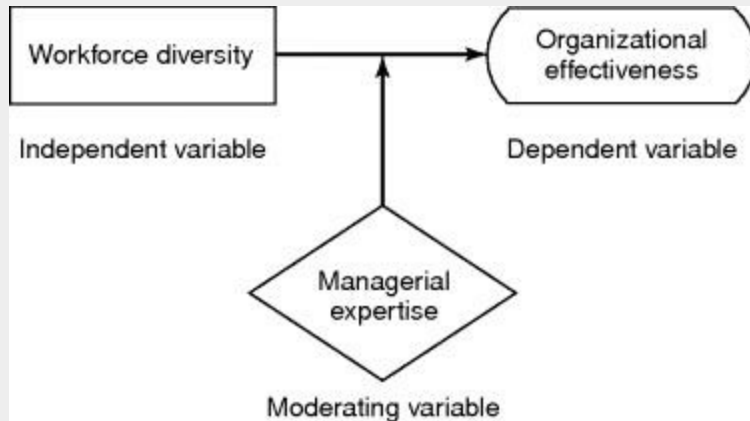 Workforce diversity
Organizational
effectiveness
Independent variable
Dependent variable
Managerial
expertise
Moderating variable